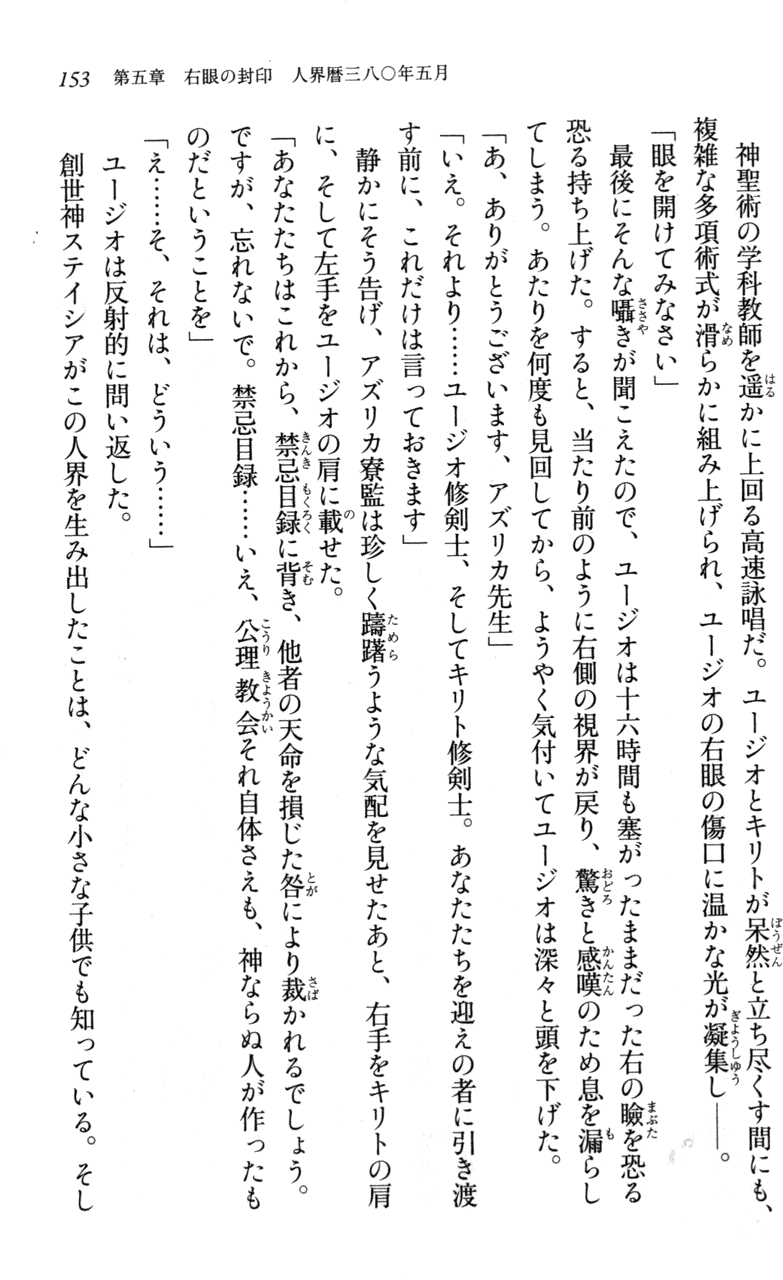 153 第五章 右眼の封印 人界暦三八〇年五月
神聖術の学科教師を遥かに上回る高速詠唱だ。ユージオとキリトが呆然と立ち尽くす間にも、
複雑な多項術式が滑らかに組み上げられ、ユージオの右眼の傷口に温かな光が凝集し――。
「眼を開けてみなさい」
最後にそんな囁きが聞こえたので、ユージオは十六時間も塞がったままだった右の瞼を恐る
恐る持ち上げた。すると、当たり前のように右側の視界が戻り、驚きと感嘆のため息を漏らし
てしまう。あたりを何度も見回してから、ようやく気付いてユージオは深々と頭を下げた。
「あ、ありがとうございます、アズリカ先生」
「いえ。それより……ユージオ修剣士、そしてキリト修剣士。あなたたちを迎えの者に引き渡
す前に、これだけは言っておきます」
静かにそう告げ、アズリカ寮監は珍しく躊躇うような気配を見せたあと、右手をキリトの肩
に、そして左手をユージオの肩に載せた。
「あなたたちはこれから、禁忌目録に背き、他者の天命を損じた咎により裁かれるでしょう。
ですが、忘れないで。禁忌目録……いえ、公理教会それ自体さえも、神ならぬ人が作ったも
のだということを」
「え……そ、それは、どういう……」
ユージオは反射的に問い返した。
創世神ステイシアがこの人界を生み出したことは、どんな小さな子供でも知っている。そし